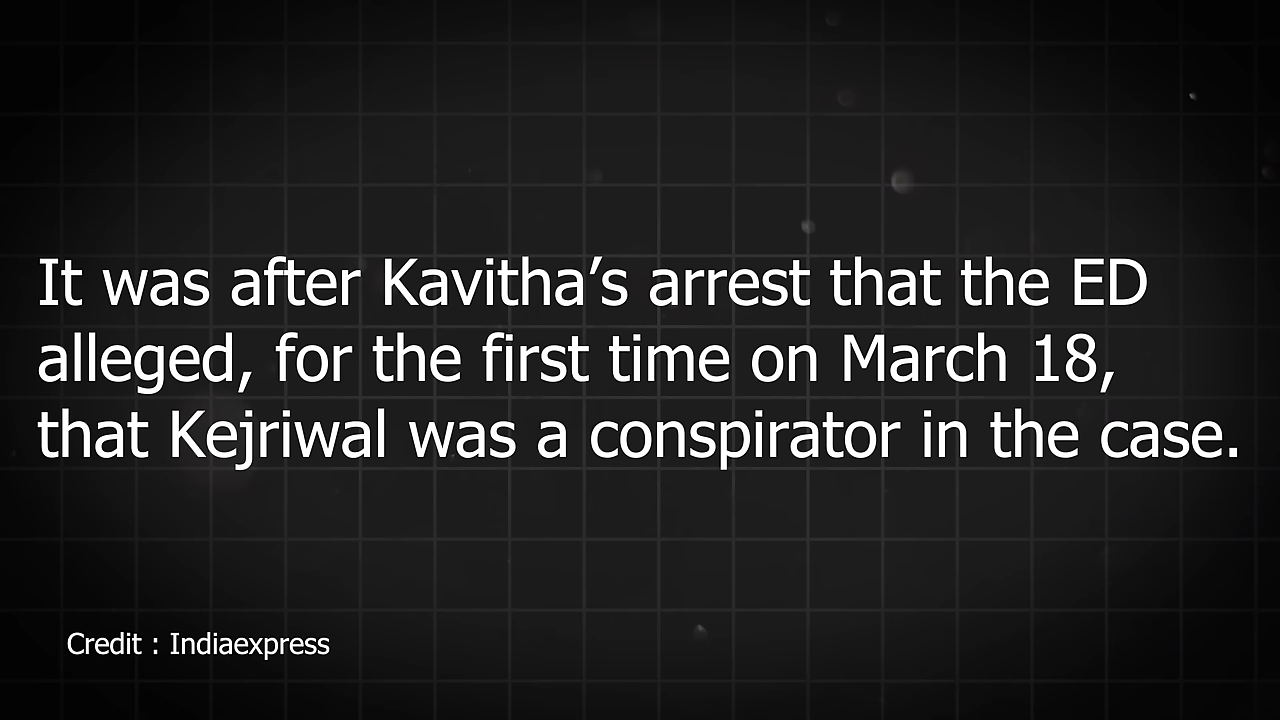 It was after Kavitha’s arrest that the ED
alleged, for the first time on March 18,
that Kejriwal was a conspirator in the case.
Credit : Indiaexpress